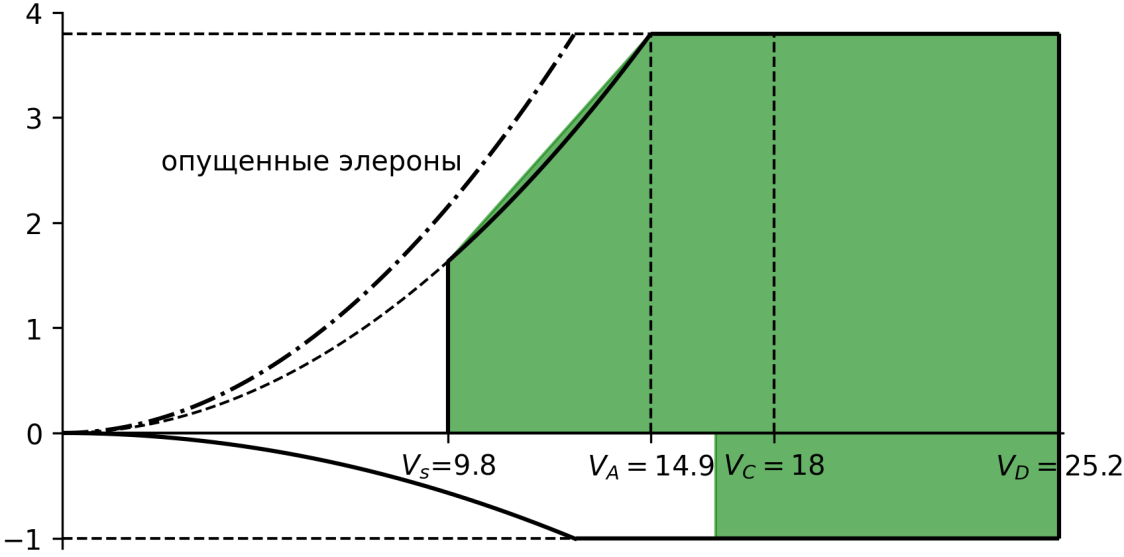 4
3
опущенные элероны
2
1
0
V_s=9.8
V_A = 14.9
V_C = 18
V_D = 25.2
−1